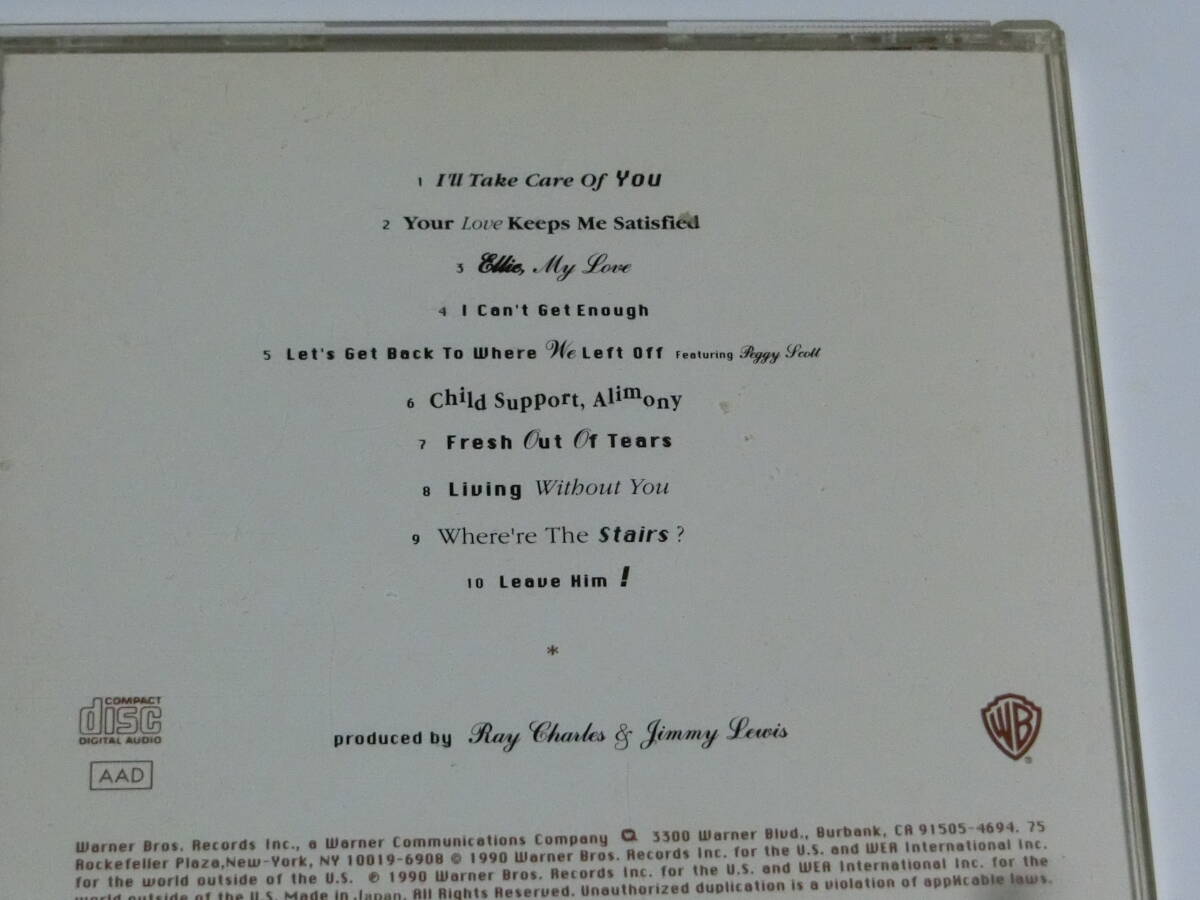 1 I'll Take Care Of You
2 Your Love Keeps Me Satisfied
3 Ellie, My Love
4 I Can't Get Enough
5 Let's Get Back To Where We Left Off Featuring Peggy Scott
6 Child Support, Alimony
7 Fresh Out Of Tears
8 Living Without You
9 Where're The Stairs ?
10 Leave Him !
*
COMPACT
disc
DIGITAL AUDIO
AAD
produced by Ray Charles & Jimmy Lewis
WB
®
Warner Bros. Records Inc., a Warner Communications Company 3300 Warner Blvd., Burbank, CA 91505-4694. 75
Rockefeller Plaza,New-York, NY 10019-6908 © 1990 Warner Bros. Records Inc. for the U.S. and WEA International Inc.
for the world outside of the U.S. ℗ 1990 Warner Bros. Records Inc. for the U.S. and WEA International Inc. for the
world outside of the U.S. Made in Japan. All Rights Reserved. Unauthorized duplication is a violation of applicable laws.